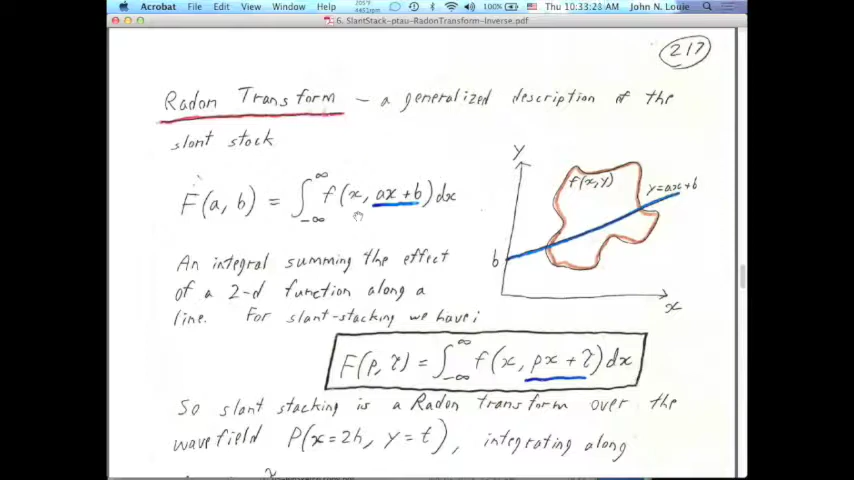 Acrobat File Edit View Window Help
100% Thu 10:33:28 AM John N. Louie
6. SlantStack-ptau-RadonTransform-Inverse.pdf
217
Radon Transform – a generalized description of the
slant stack
F(a, b) = ∫_{-∞}^{∞} f(x, ax + b) dx
y
f(x,y)
y=ax+b
b
x
An integral summing the effect
of a 2-d function along a
line. For slant-stacking we have:
F(p, τ) = ∫_{-∞}^{∞} f(x, px + τ) dx
So slant stacking is a Radon transform over the
wavefield P(x=2h, y=t), integrating along